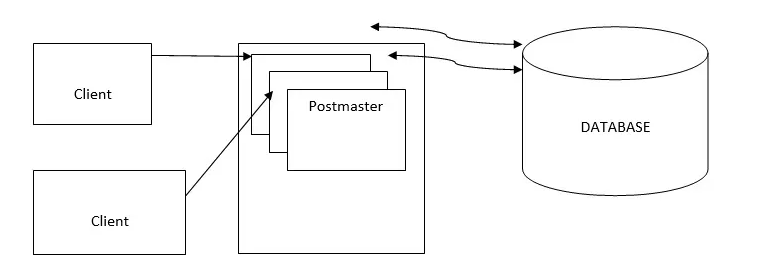 Client
Postmaster
DATABASE
Client